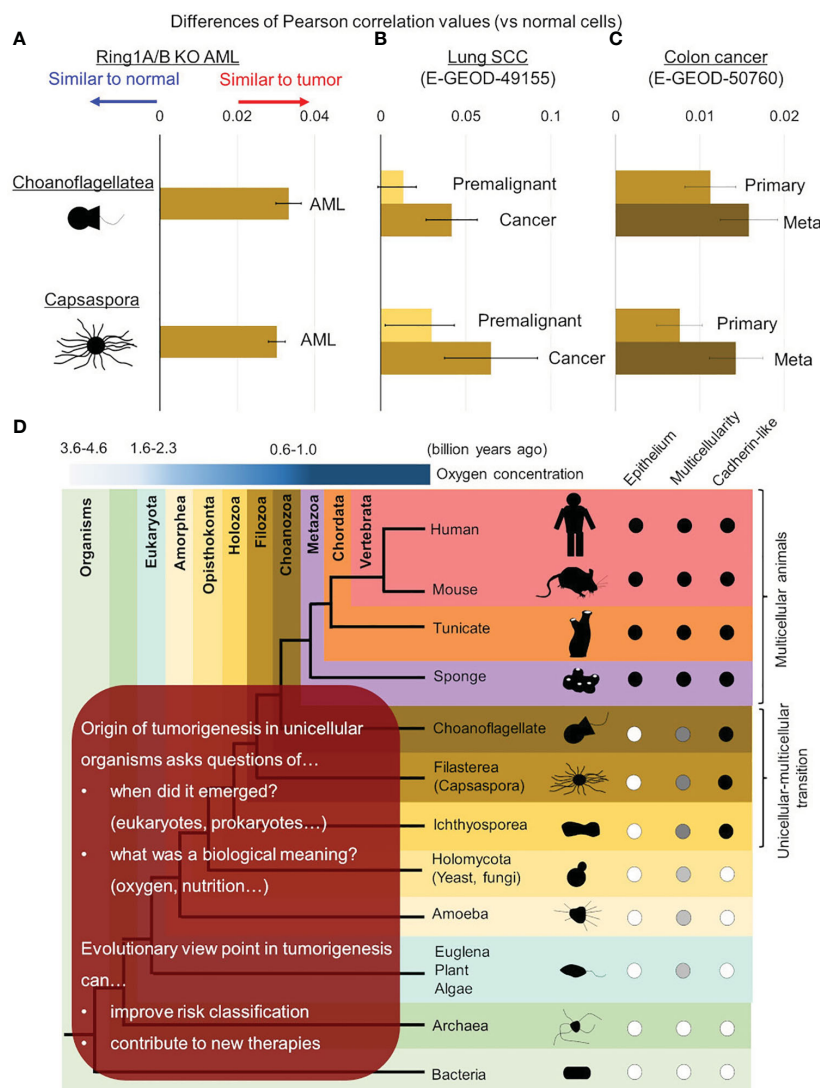 Differences of Pearson correlation values (vs normal cells)
A
Ring1A/B KO AML
Similar to normal
Similar to tumor
0
0.02
0.04
Choanoflagellatea
AML
Capsaspora
AML
B
Lung SCC
(E-GEOD-49155)
0
0.05
0.1
Premalignant
Cancer
Premalignant
Cancer
C
Colon cancer
(E-GEOD-50760)
0
0.01
0.02
Primary
Meta
Primary
Meta
D
3.6-4.6
1.6-2.3
0.6-1.0
(billion years ago)
Oxygen concentration
Epithelium
Multicellularity
Cadherin-like
Organisms
Eukaryota
Amorphea
Opisthokonta
Holozoa
Filozoa
Choanozoa
Metazoa
Chordata
Vertebrata
Human
Mouse
Tunicate
Sponge
Choanoflagellate
Filasterea
(Capsaspora)
Ichthyosporea
Holomycota
(Yeast, fungi)
Amoeba
Euglena
Plant
Algae
Archaea
Bacteria
Multicellular animals
Unicellular-multicellular
transition
Origin of tumorigenesis in unicellular
organisms asks questions of…
• when did it emerged?
(eukaryotes, prokaryotes…)
• what was a biological meaning?
(oxygen, nutrition…)
Evolutionary view point in tumorigenesis
can…
• improve risk classification
• contribute to new therapies